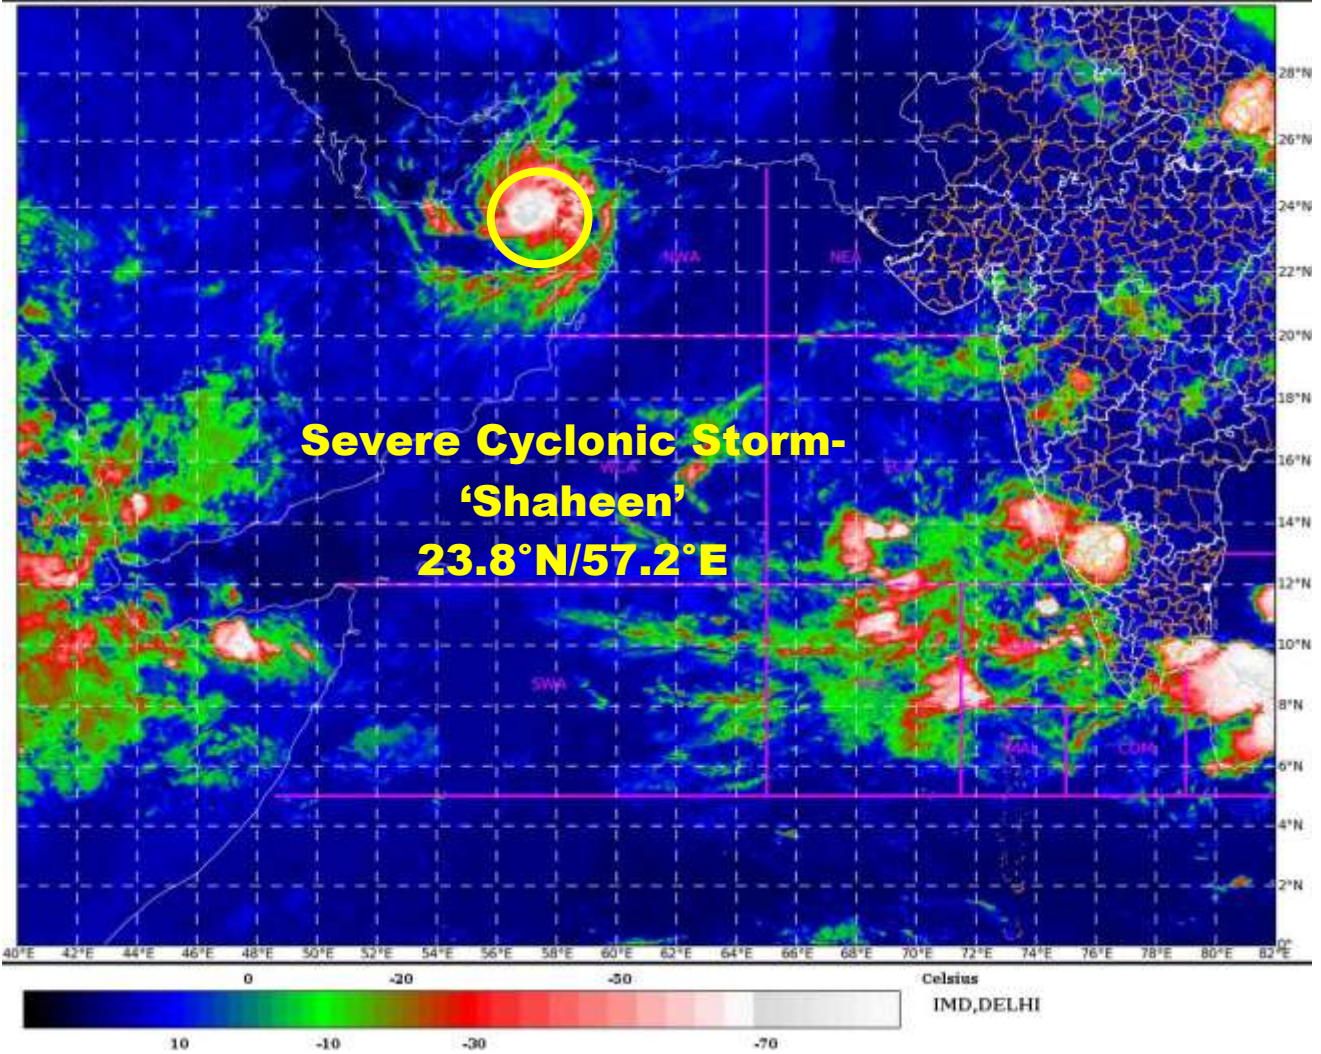 28°N
26°N
24°N
NWA NEA
22°N
20°N
18°N
Severe Cyclonic Storm-
16°N
‘Shaheen’
14°N
23.8°N/57.2°E
12°N
10°N
SWA
8°N
MAL COM
6°N
4°N
2°N
0°
40°E 42°E 44°E 46°E 48°E 50°E 52°E 54°E 56°E 58°E 60°E 62°E 64°E 66°E 68°E 70°E 72°E 74°E 76°E 78°E 80°E 82°E
0 -20 -50 Celsius
IMD,DELHI
10 -10 -30 -70